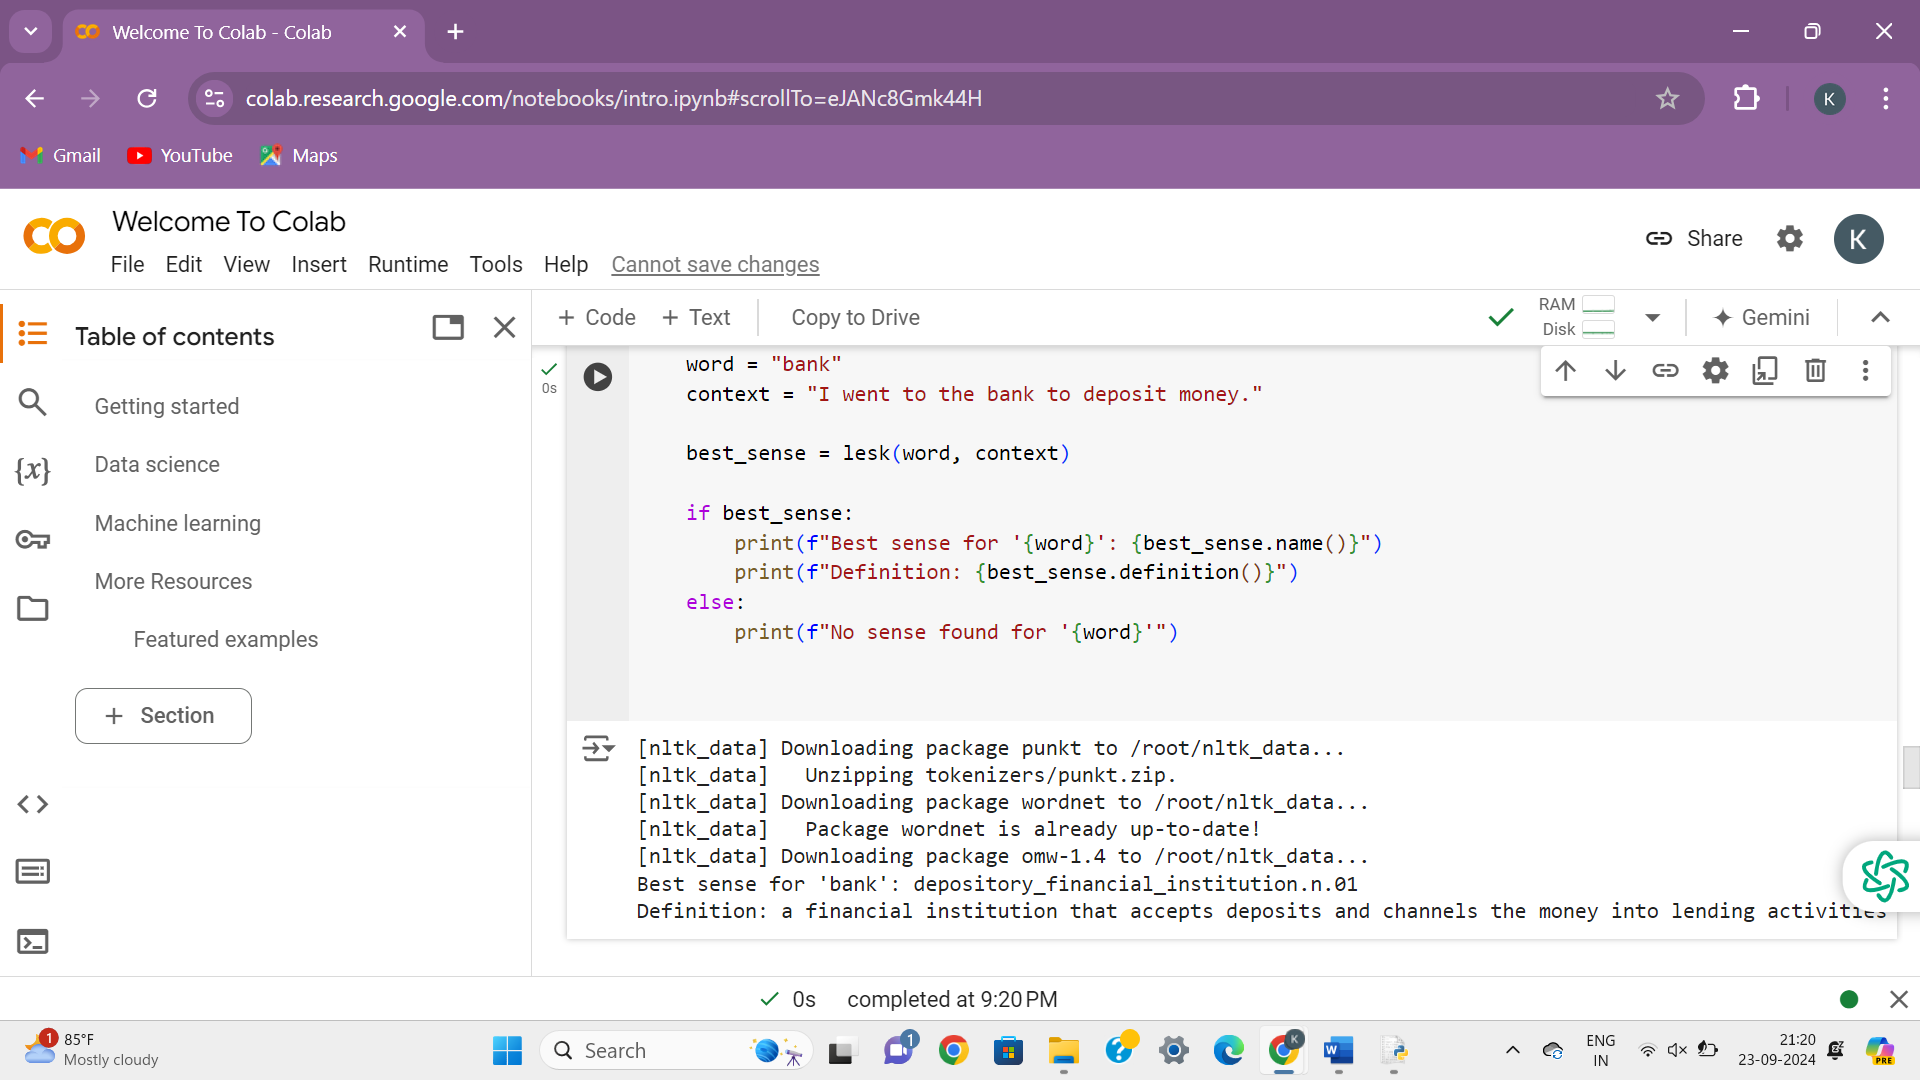 Welcome To Colab - Colab
colab.research.google.com/notebooks/intro.ipynb#scrollTo=eJANc8Gmk44H
K
Gmail YouTube Maps
Welcome To Colab
File Edit View Insert Runtime Tools Help Cannot save changes
Share K
Table of contents
+ Code + Text Copy to Drive
RAM
Disk
Gemini
Getting started
Data science
Machine learning
More Resources
Featured examples
+ Section
{x}
0s
word = "bank"
context = "I went to the bank to deposit money."
best_sense = lesk(word, context)
if best_sense:
print(f"Best sense for '{word}': {best_sense.name()}")
print(f"Definition: {best_sense.definition()}")
else:
print(f"No sense found for '{word}'")
[nltk_data] Downloading package punkt to /root/nltk_data...
[nltk_data]   Unzipping tokenizers/punkt.zip.
[nltk_data] Downloading package wordnet to /root/nltk_data...
[nltk_data]   Package wordnet is already up-to-date!
[nltk_data] Downloading package omw-1.4 to /root/nltk_data...
Best sense for 'bank': depository_financial_institution.n.01
Definition: a financial institution that accepts deposits and channels the money into lending activities
0s completed at 9:20 PM
1
85°F
Mostly cloudy
Search
1
K
W
ENG
IN
21:20
23-09-2024
PRE